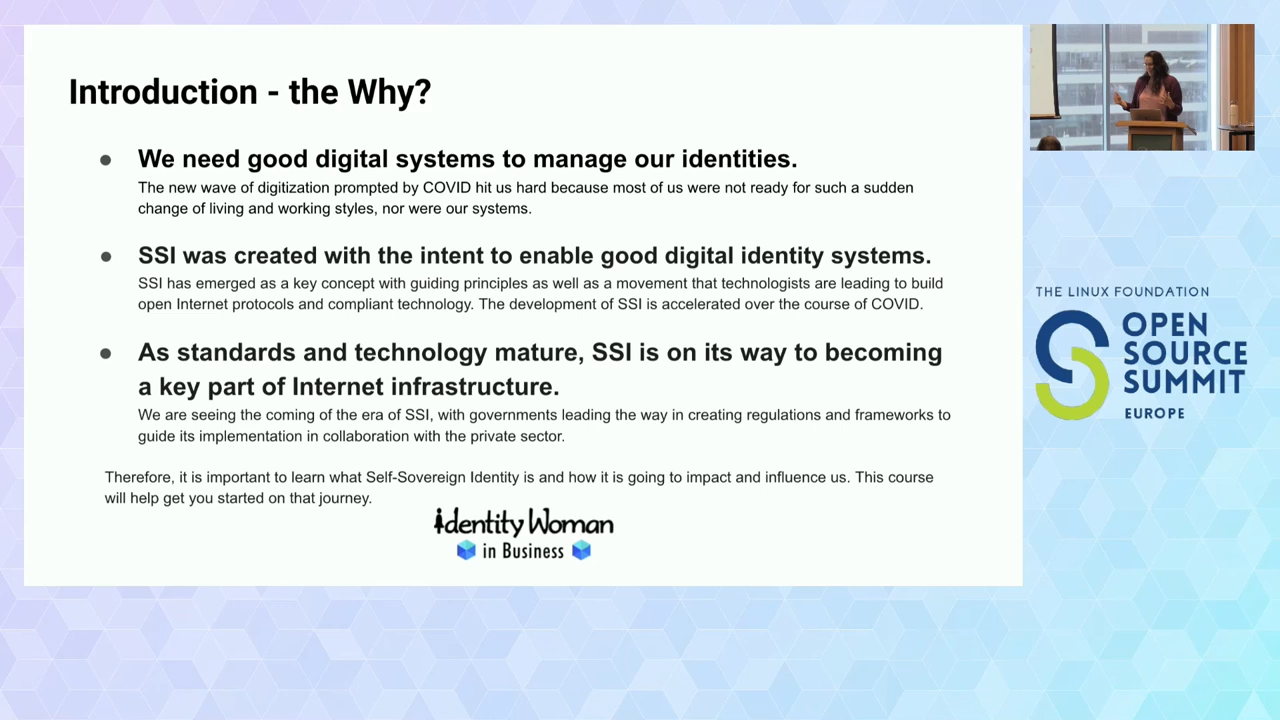 Introduction - the Why?
● We need good digital systems to manage our identities.
The new wave of digitization prompted by COVID hit us hard because most of us were not ready for such a sudden
change of living and working styles, nor were our systems.
● SSI was created with the intent to enable good digital identity systems.
SSI has emerged as a key concept with guiding principles as well as a movement that technologists are leading to build
open Internet protocols and compliant technology. The development of SSI is accelerated over the course of COVID.
● As standards and technology mature, SSI is on its way to becoming
a key part of Internet infrastructure.
We are seeing the coming of the era of SSI, with governments leading the way in creating regulations and frameworks to
guide its implementation in collaboration with the private sector.
Therefore, it is important to learn what Self-Sovereign Identity is and how it is going to impact and influence us. This course
will help get you started on that journey.
identity Woman
in Business
THE LINUX FOUNDATION
OPEN
SOURCE
SUMMIT
EUROPE